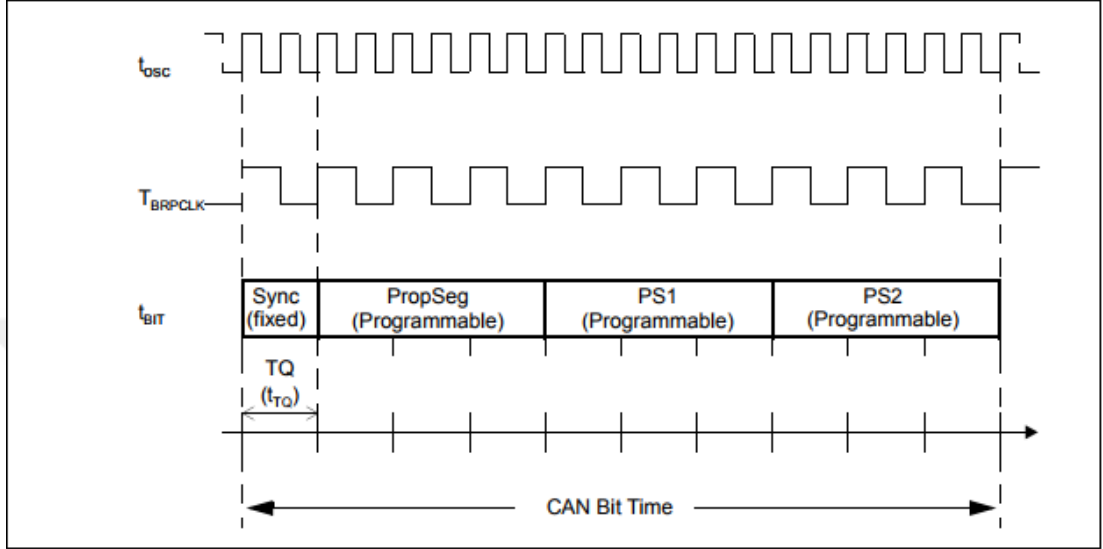 tosc
TBRPCLK
tBIT
Sync
(fixed)
PropSeg
(Programmable)
PS1
(Programmable)
PS2
(Programmable)
TQ
(tTQ)
CAN Bit Time